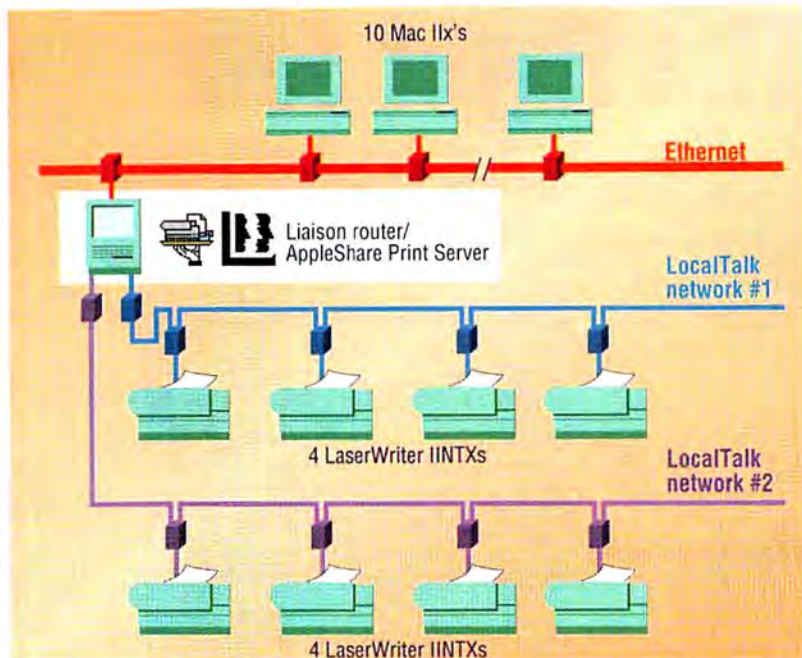 10 Mac IIx's
Ethernet
Liaison router/
AppleShare Print Server
LocalTalk
network #1
4 LaserWriter IINTXs
LocalTalk
network #2
4 LaserWriter IINTXs